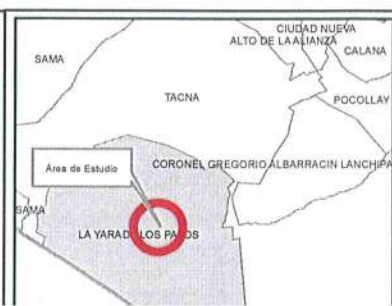 CIUDAD NUEVA
ALTO DE LA ALIANZA
CALANA
SAMA
TACNA
POCOLLAY
Área de Estudio
CORONEL GREGORIO ALBARRACIN LANCHIPA
SAMA
LA YARADA LOS PALOS